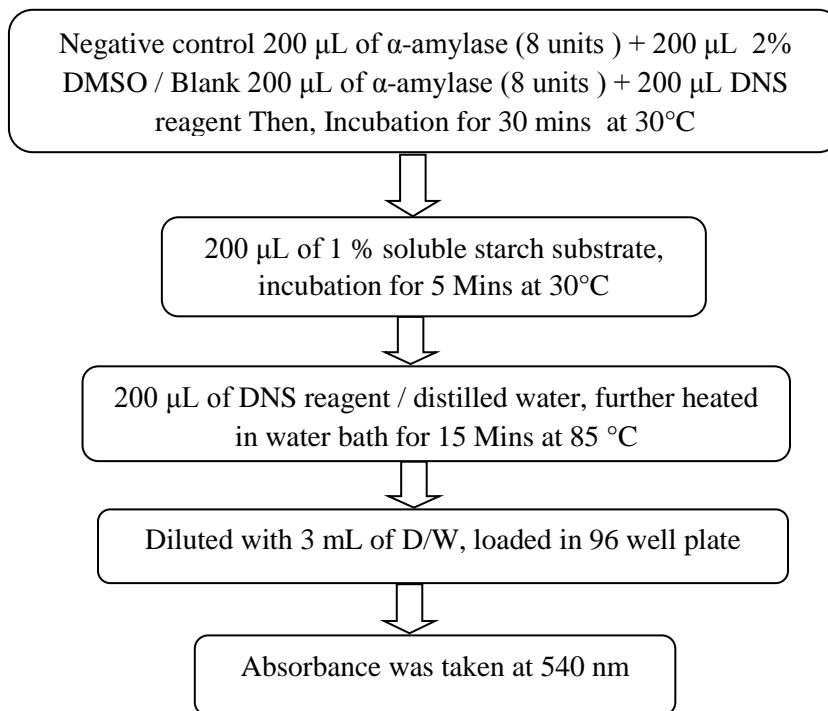 Negative control 200 μL of α-amylase (8 units ) + 200 μL 2%
DMSO / Blank 200 μL of α-amylase (8 units ) + 200 μL DNS
reagent Then, Incubation for 30 mins at 30°C
200 μL of 1 % soluble starch substrate,
incubation for 5 Mins at 30°C
200 μL of DNS reagent / distilled water, further heated
in water bath for 15 Mins at 85 °C
Diluted with 3 mL of D/W, loaded in 96 well plate
Absorbance was taken at 540 nm